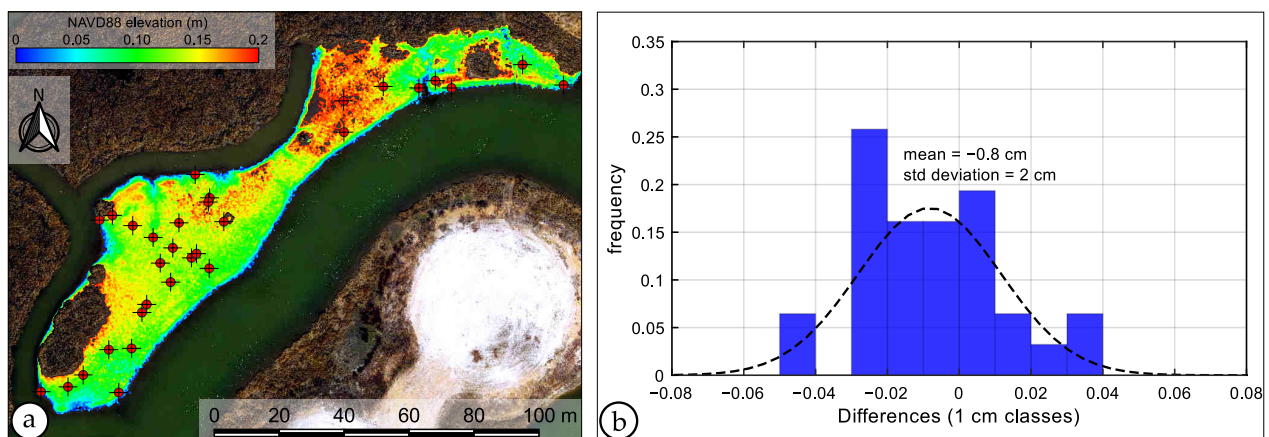 NAVD88 elevation (m)
0 0.05 0.10 0.15 0.2
N
0 20 40 60 80 100 m
a
0.35
0.3
0.25
0.2
0.15
0.1
0.05
0
frequency
mean = −0.8 cm
std deviation = 2 cm
−0.08 −0.06 −0.04 −0.02 0 0.02 0.04 0.06 0.08
Differences (1 cm classes)
b